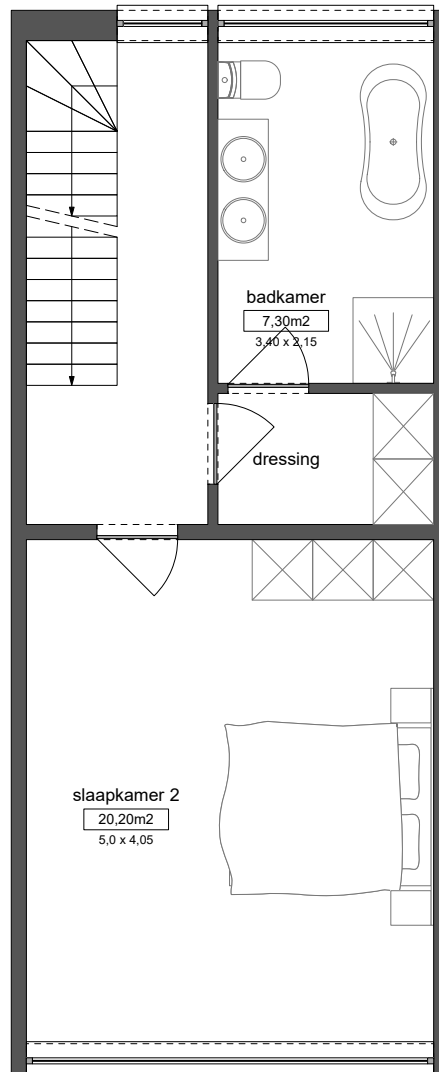 badkamer
7,30m2
3,40 x 2,15
dressing
slaapkamer 2
20,20m2
5,0 x 4,05